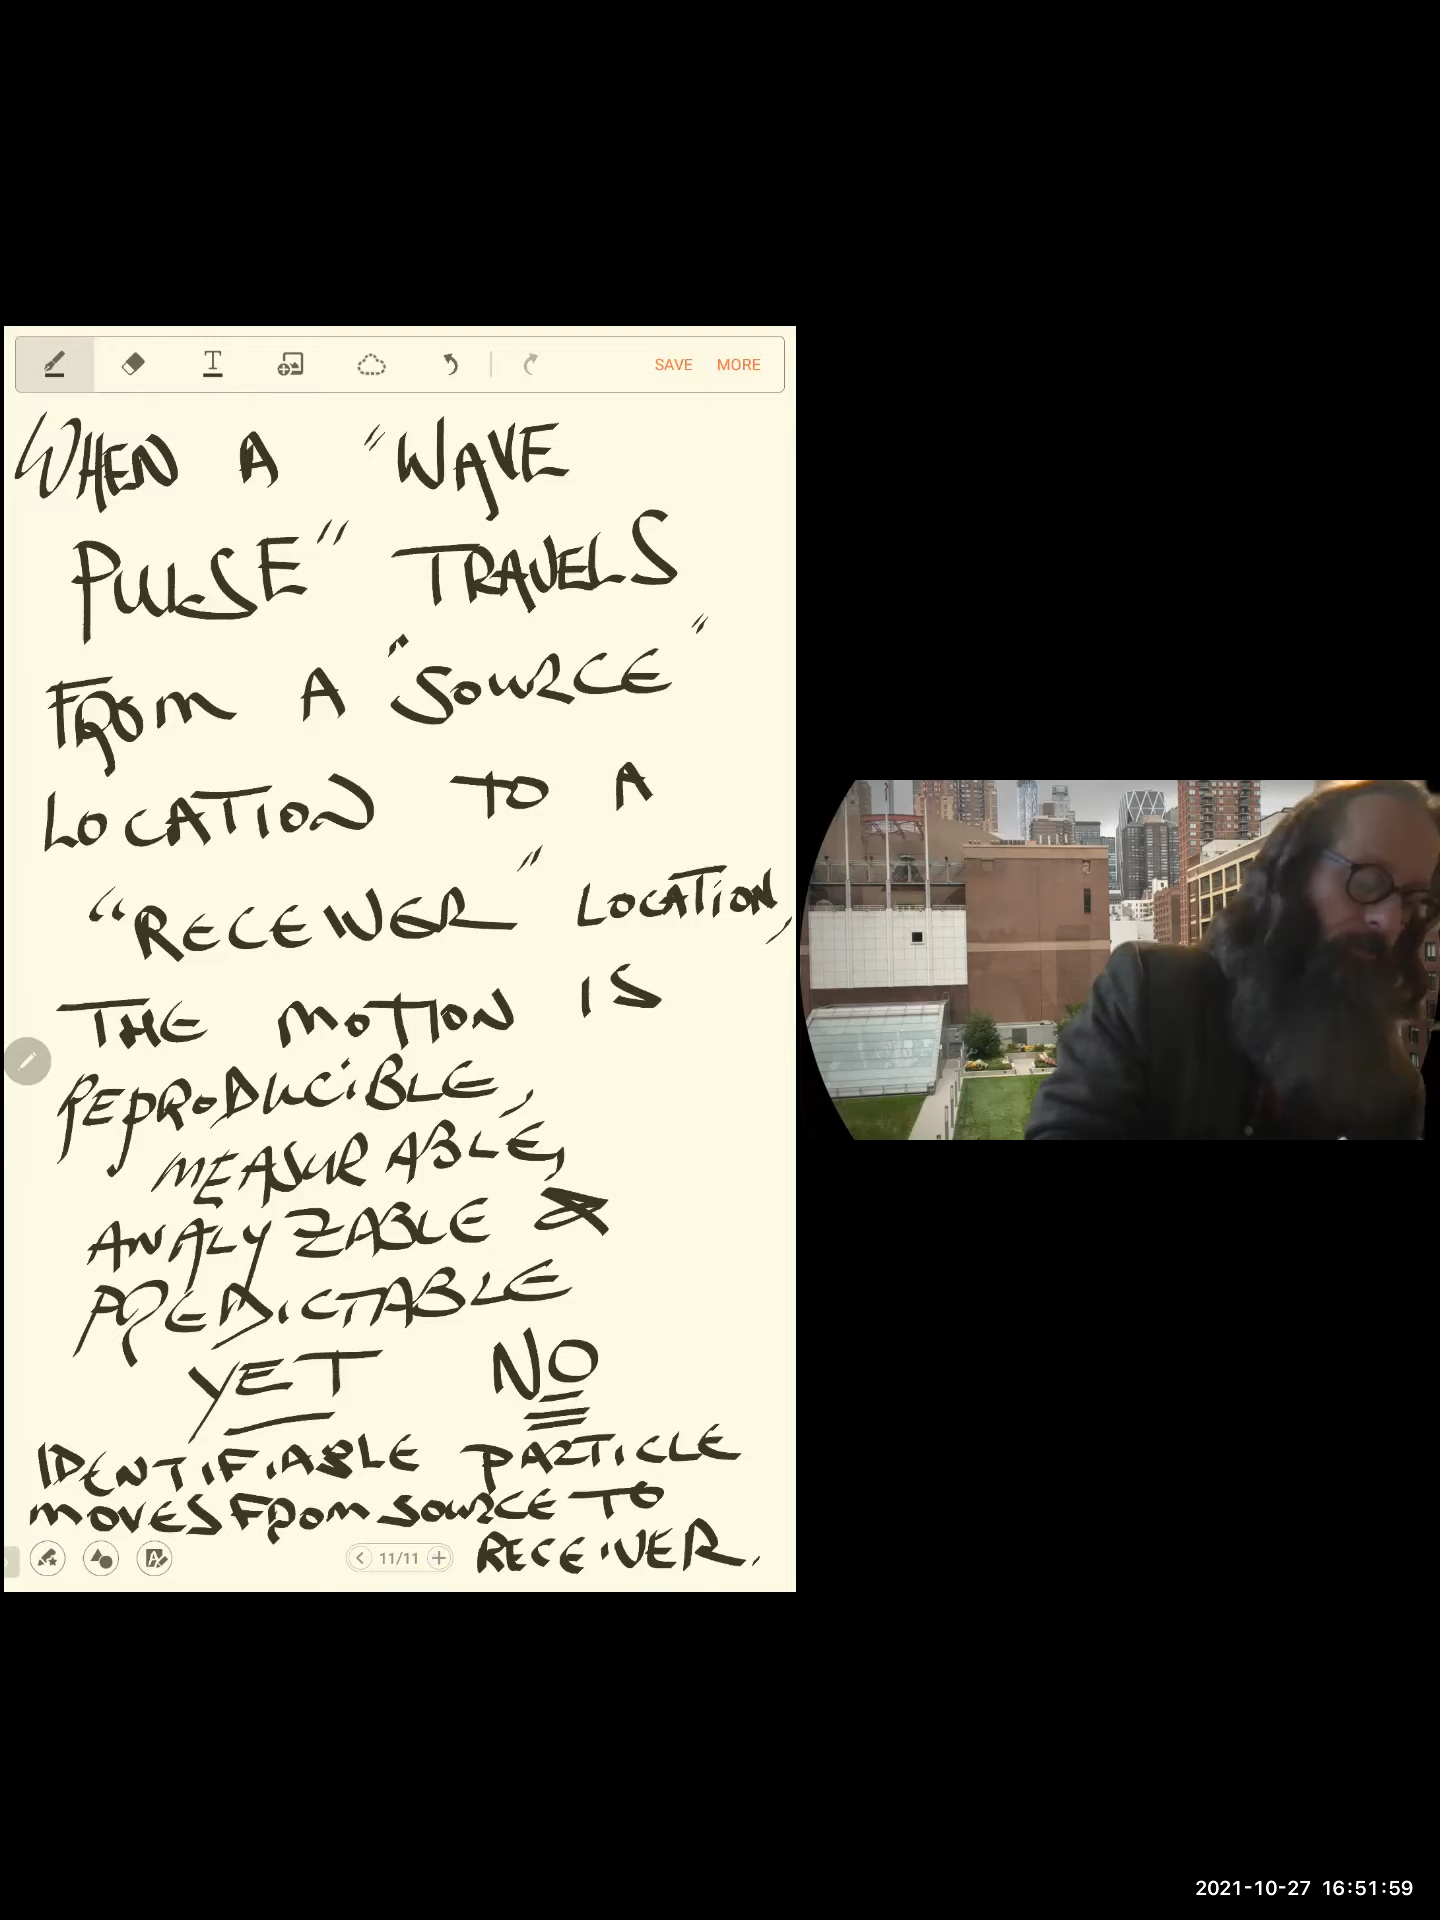 T
SAVE MORE
WHEN A "WAVE
PULSE" TRAVELS
FROM A "SOURCE"
LOCATION TO A
"RECEIVER" LOCATION,
THE MOTION IS
REPRODUCIBLE,
MEASURABLE,
ANALYZABLE &
PREDICTABLE
YET NO
IDENTIFIABLE PARTICLE
MOVES FROM SOURCE TO
RECEIVER.
11/11
2021-10-27 16:51:59